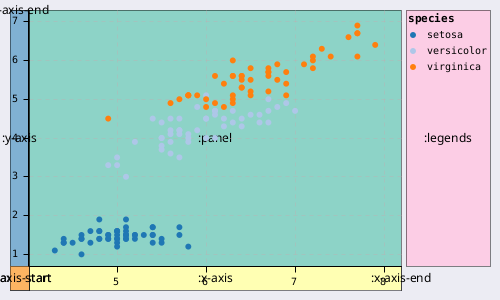 -axis-end
species
setosa
versicolor
virginica
7
6
5
4
3
2
1
:y-axis
:panel
:legends
axis-start
:x-axis
:x-axis-end
5
6
7
8